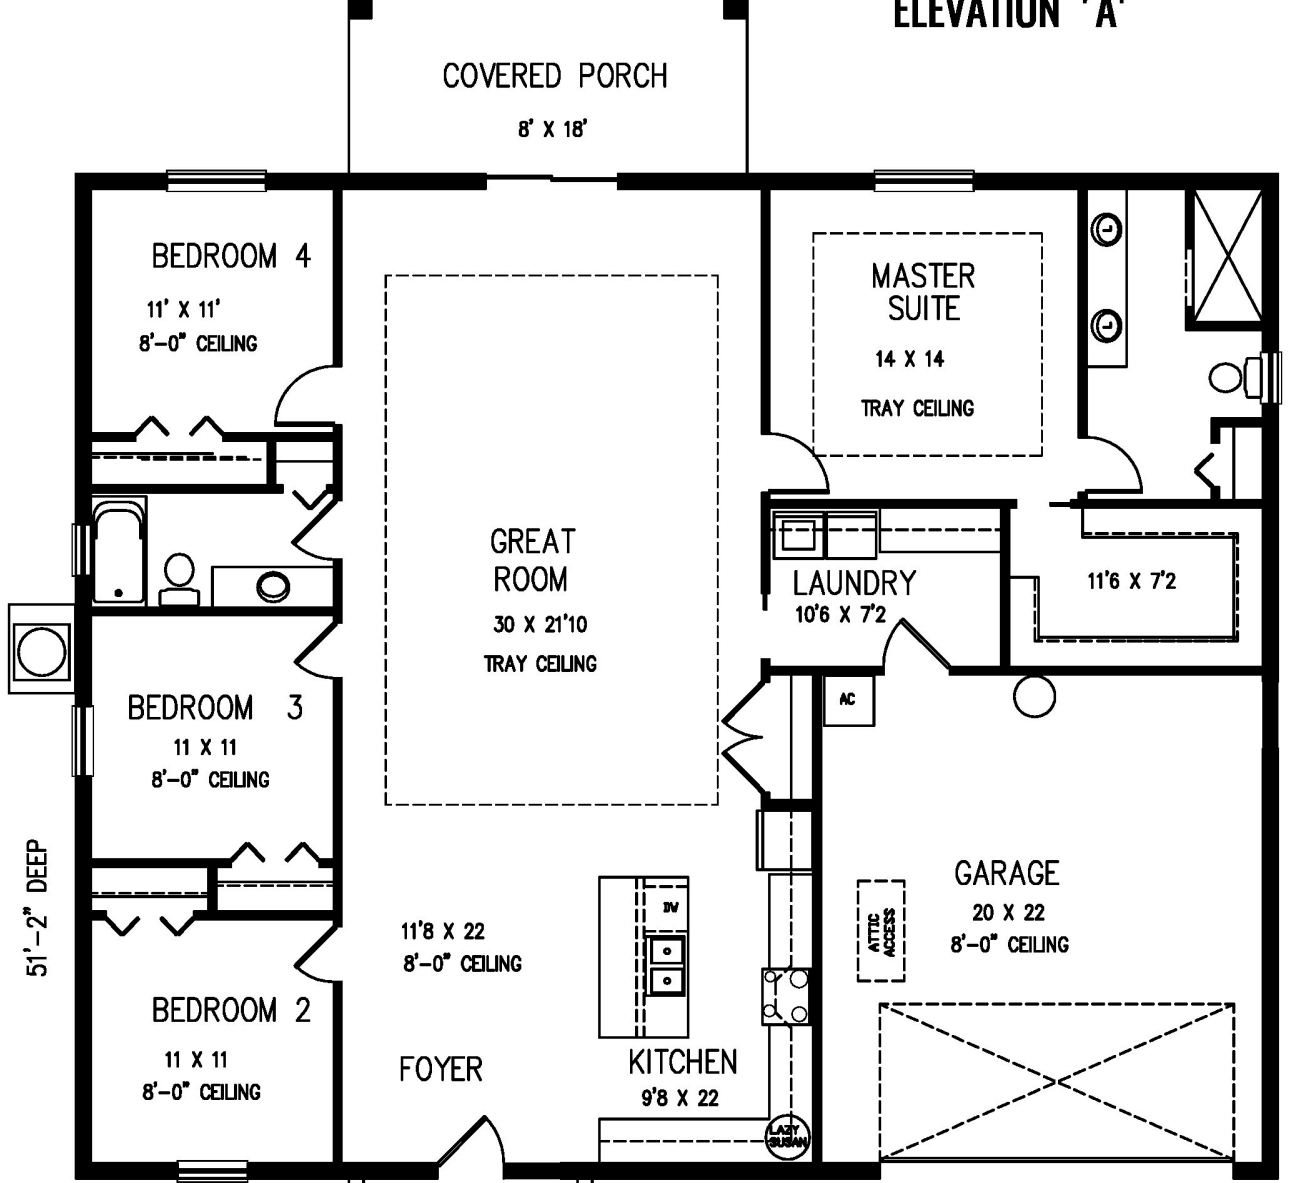 ELEVATION 'A'
COVERED PORCH
8' X 18'
BEDROOM 4
11' X 11'
8'-0" CEILING
MASTER
SUITE
14 X 14
TRAY CEILING
GREAT
ROOM
30 X 21'10
TRAY CEILING
LAUNDRY
10'6 X 7'2
11'6 X 7'2
BEDROOM 3
11 X 11
8'-0" CEILING
AC
51'-2" DEEP
GARAGE
20 X 22
8'-0" CEILING
ATTIC
ACCESS
DW
11'8 X 22
8'-0" CEILING
BEDROOM 2
11 X 11
8'-0" CEILING
FOYER
KITCHEN
9'8 X 22
LAZY
SUSAN